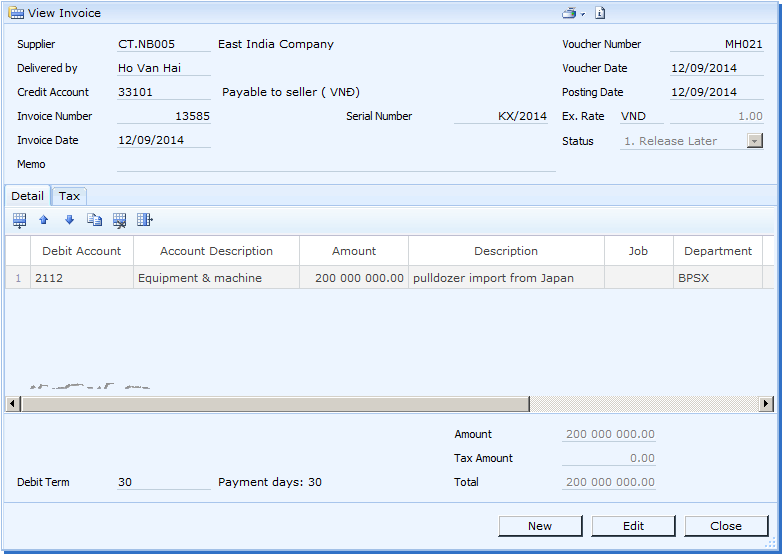 View Invoice
Supplier CT.NB005 East India Company Voucher Number MH021
Delivered by Ho Van Hai Voucher Date 12/09/2014
Credit Account 33101 Payable to seller ( VNĐ) Posting Date 12/09/2014
Invoice Number 13585 Serial Number KX/2014 Ex. Rate VND 1.00
Invoice Date 12/09/2014 Status 1. Release Later
Memo
Detail Tax
Debit Account Account Description Amount Description Job Department
1 2112 Equipment & machine 200 000 000.00 pulldozer import from Japan BPSX
Amount 200 000 000.00
Tax Amount 0.00
Debit Term 30 Payment days: 30 Total 200 000 000.00
New Edit Close